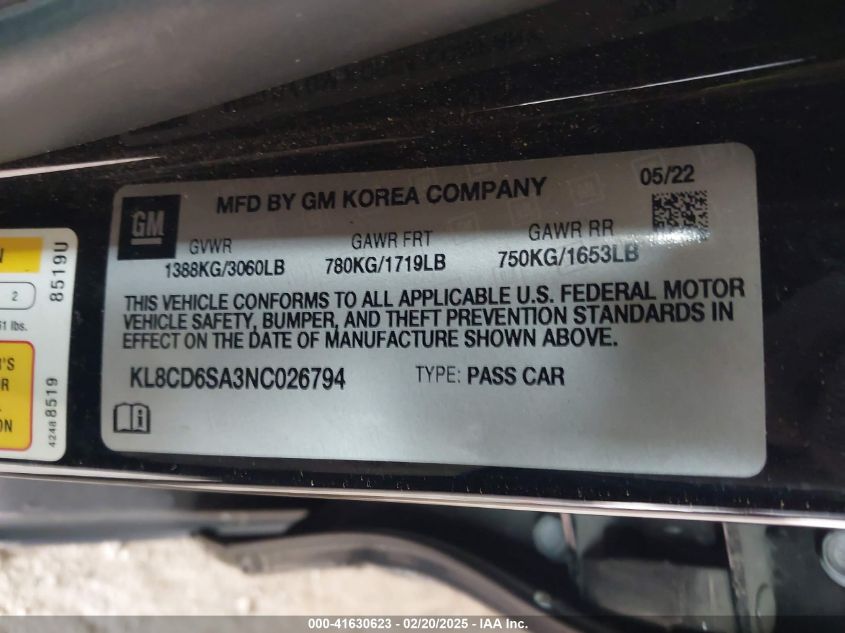 MFD BY GM KOREA COMPANY
05/22
GM
GVWR
GAWR FRT
GAWR RR
1388KG/3060LB
780KG/1719LB
750KG/1653LB
THIS VEHICLE CONFORMS TO ALL APPLICABLE U.S. FEDERAL MOTOR
VEHICLE SAFETY, BUMPER, AND THEFT PREVENTION STANDARDS IN
EFFECT ON THE DATE OF MANUFACTURE SHOWN ABOVE.
KL8CD6SA3NC026794
TYPE: PASS CAR
8519U
2
lbs.
4248 8519
000-41630623 - 02/20/2025 - IAA Inc.